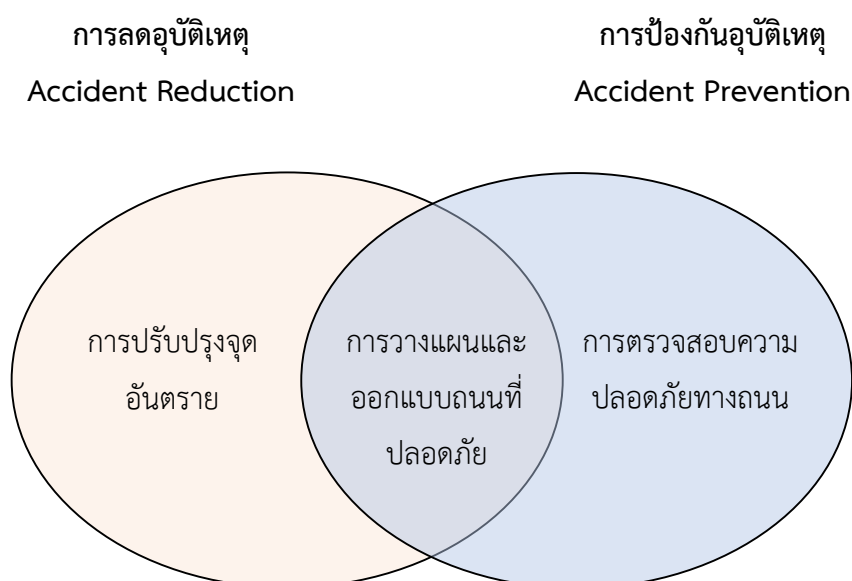 การลดอุบัติเหตุ
Accident Reduction
การป้องกันอุบัติเหตุ
Accident Prevention
การปรับปรุงจุด
อันตราย
การวางแผนและ
ออกแบบถนนที่
ปลอดภัย
การตรวจสอบความ
ปลอดภัยทางถนน